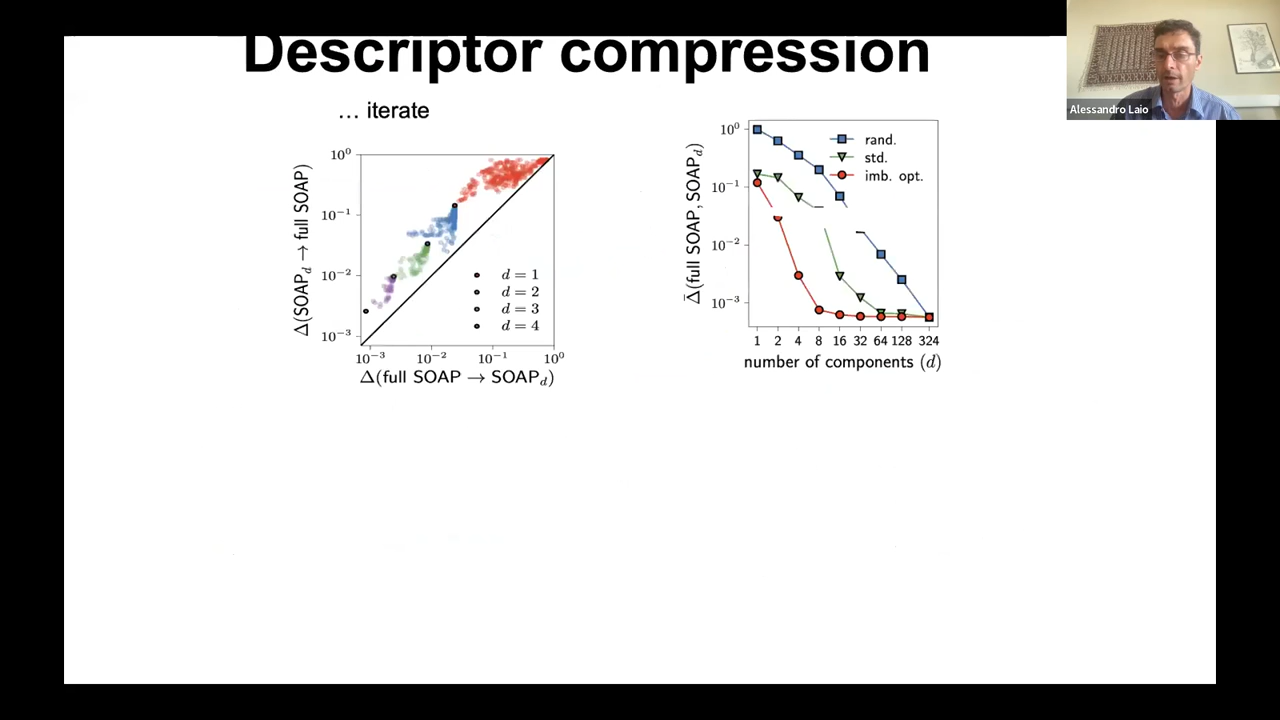 Descriptor compression
… iterate
Δ(SOAP_d → full SOAP)
10⁰
10⁻¹
10⁻²
10⁻³
d = 1
d = 2
d = 3
d = 4
10⁻³ 10⁻² 10⁻¹ 10⁰
Δ(full SOAP → SOAP_d)
Δ̄(full SOAP, SOAP_d)
10⁰
10⁻¹
10⁻²
10⁻³
rand.
std.
imb. opt.
1 2 4 8 16 32 64 128 324
number of components (d)
Alessandro Laio